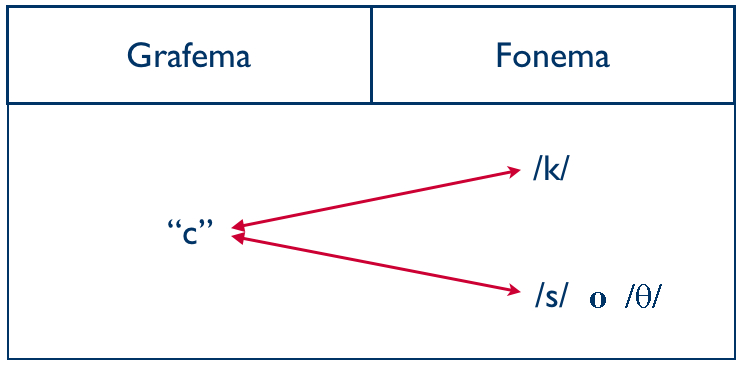 Grafema Fonema
/k/
“c”
/s/ o /θ/